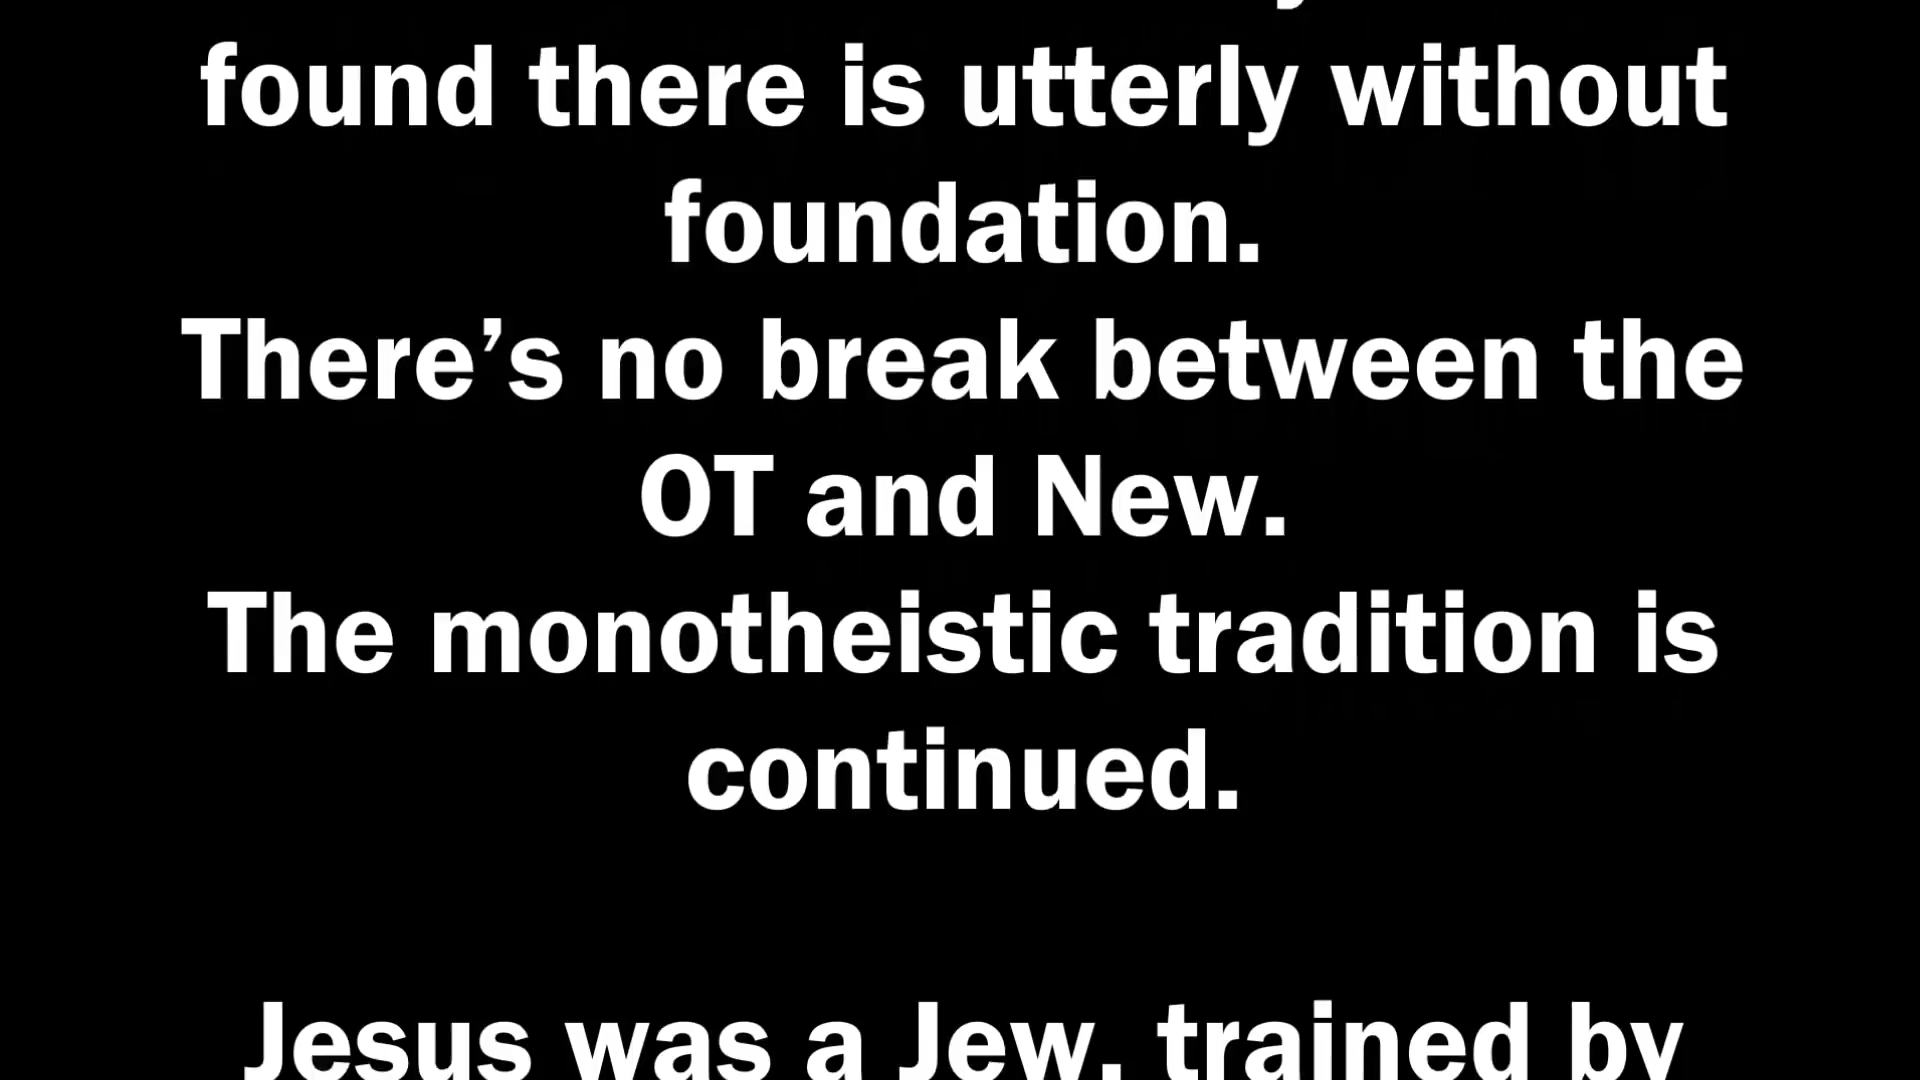 found there is utterly without
foundation.
There’s no break between the
OT and New.
The monotheistic tradition is
continued.
Jesus was a Jew, trained by